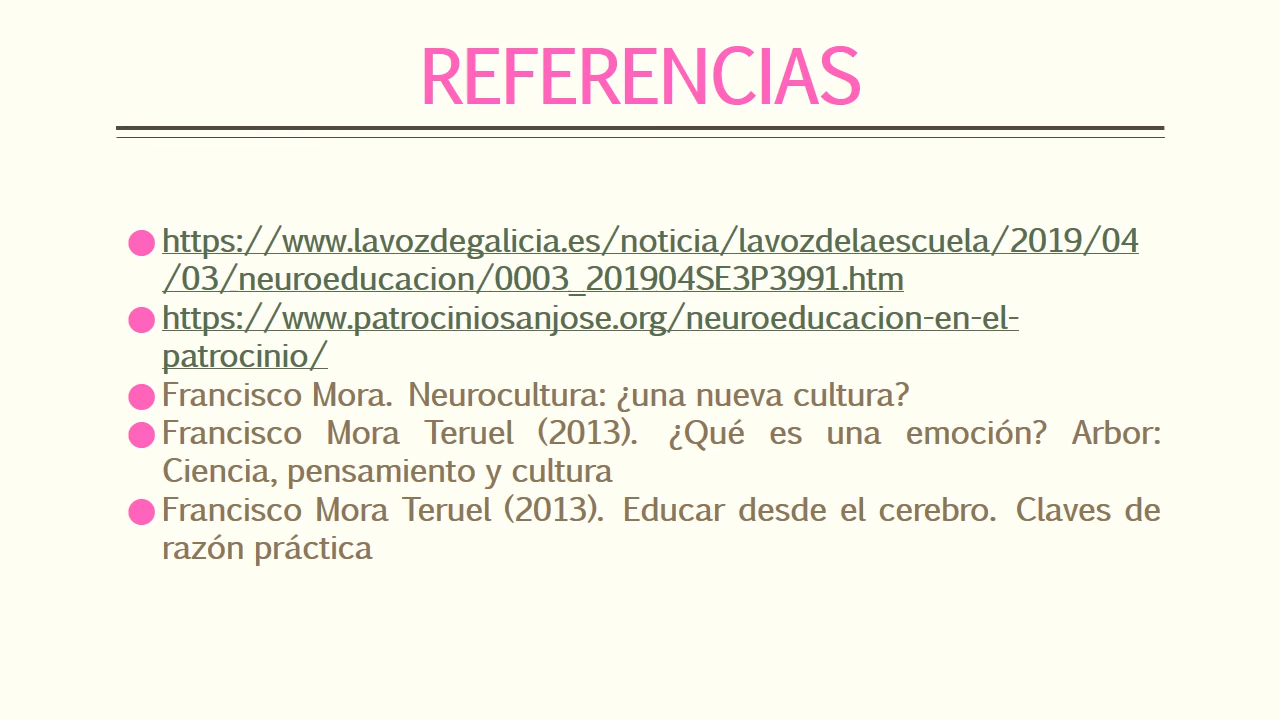 REFERENCIAS
https://www.lavozdegalicia.es/noticia/lavozdelaescuela/2019/04
/03/neuroeducacion/0003_201904SE3P3991.htm
https://www.patrociniosanjose.org/neuroeducacion-en-el-
patrocinio/
Francisco Mora. Neurocultura: ¿una nueva cultura?
Francisco Mora Teruel (2013). ¿Qué es una emoción? Arbor:
Ciencia, pensamiento y cultura
Francisco Mora Teruel (2013). Educar desde el cerebro. Claves de
razón práctica